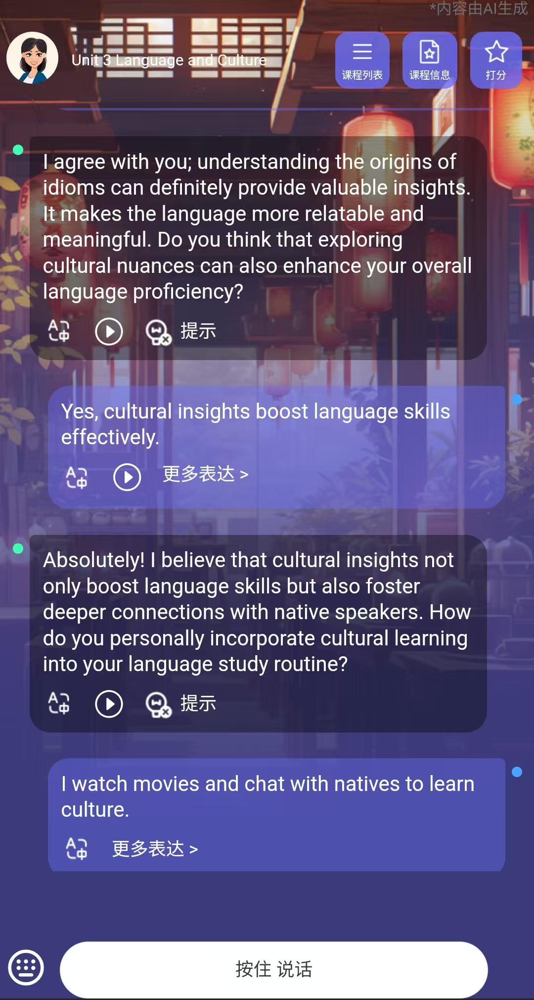 *内容由AI生成
Unit 3 Language and Culture
课程列表
课程信息
打分
I agree with you; understanding the origins of
idioms can definitely provide valuable insights.
It makes the language more relatable and
meaningful. Do you think that exploring
cultural nuances can also enhance your overall
language proficiency?
提示
Yes, cultural insights boost language skills
effectively.
更多表达 >
Absolutely! I believe that cultural insights not
only boost language skills but also foster
deeper connections with native speakers. How
do you personally incorporate cultural learning
into your language study routine?
提示
I watch movies and chat with natives to learn
culture.
更多表达 >
按住 说话